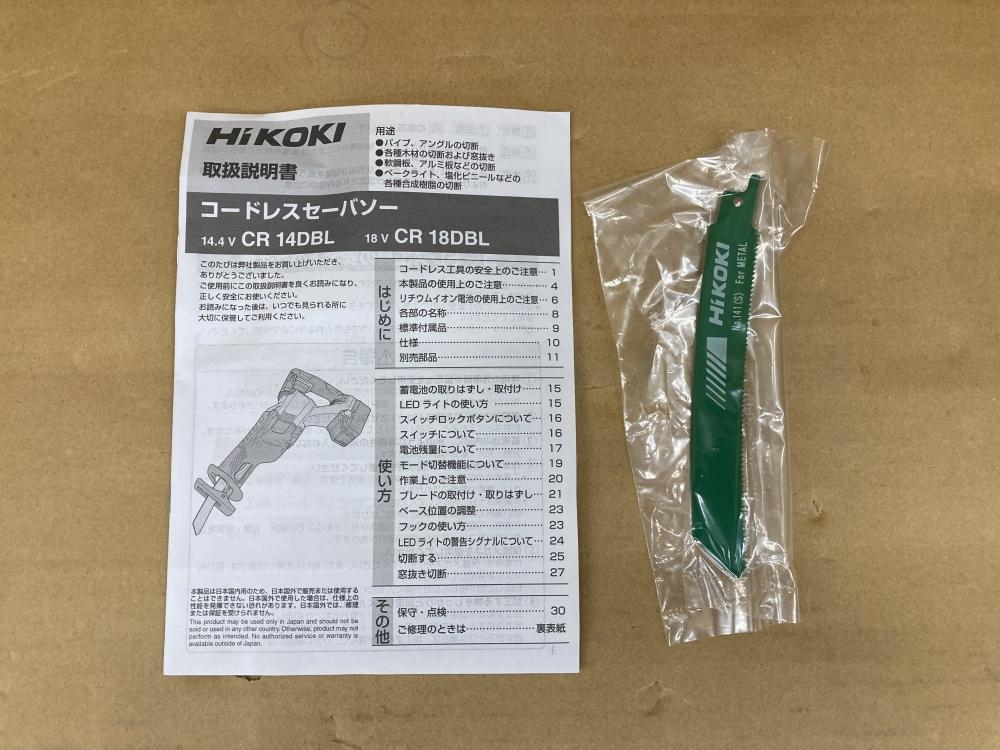 HiKOKI
取扱説明書
用途
●パイプ、アングルの切断
●各種木材の切断および窓抜き
●軟鋼板、アルミ板などの切断
●ベークライト、塩化ビニールなどの
各種合成樹脂の切断
コードレスセーバソー
14.4 V CR 14DBL 18 V CR 18DBL
このたびは弊社製品をお買い上げいただき、
ありがとうございました。
ご使用前にこの取扱説明書を良くお読みになり、
正しく安全にお使いください。
お読みになった後は、いつでも見られる所に
大切に保管してご利用ください。
はじめに
コードレス工具の安全上のご注意… 1
本製品の使用上のご注意…… 4
リチウムイオン電池の使用上のご注意… 6
各部の名称…… 8
標準付属品…… 9
仕様…… 10
別売部品…… 11
使い方
蓄電池の取りはずし・取付け…… 15
LEDライトの使い方…… 15
スイッチロックボタンについて…… 16
スイッチについて…… 16
電池残量について…… 17
モード切替機能について…… 19
作業上のご注意…… 20
ブレードの取付け・取りはずし… 21
ベース位置の調整…… 23
フックの使い方…… 23
LEDライトの警告シグナルについて… 24
切断する…… 25
窓抜き切断…… 27
その他
保守・点検…… 30
ご修理のときは…… 裏表紙
本製品は日本国内用のため、日本国外で販売または使用する
ことはできません。日本国外で使用した場合は、仕様上の
性能を発揮できない恐れがあります。日本国外では、修理
または保証を受けられません。
This product may be used only in Japan and should not be
sold or used in any other country. Otherwise, product may not
perform as intended. No authorized service or warranty is
available outside of Japan.
HiKOKI
No.141(S) For METAL